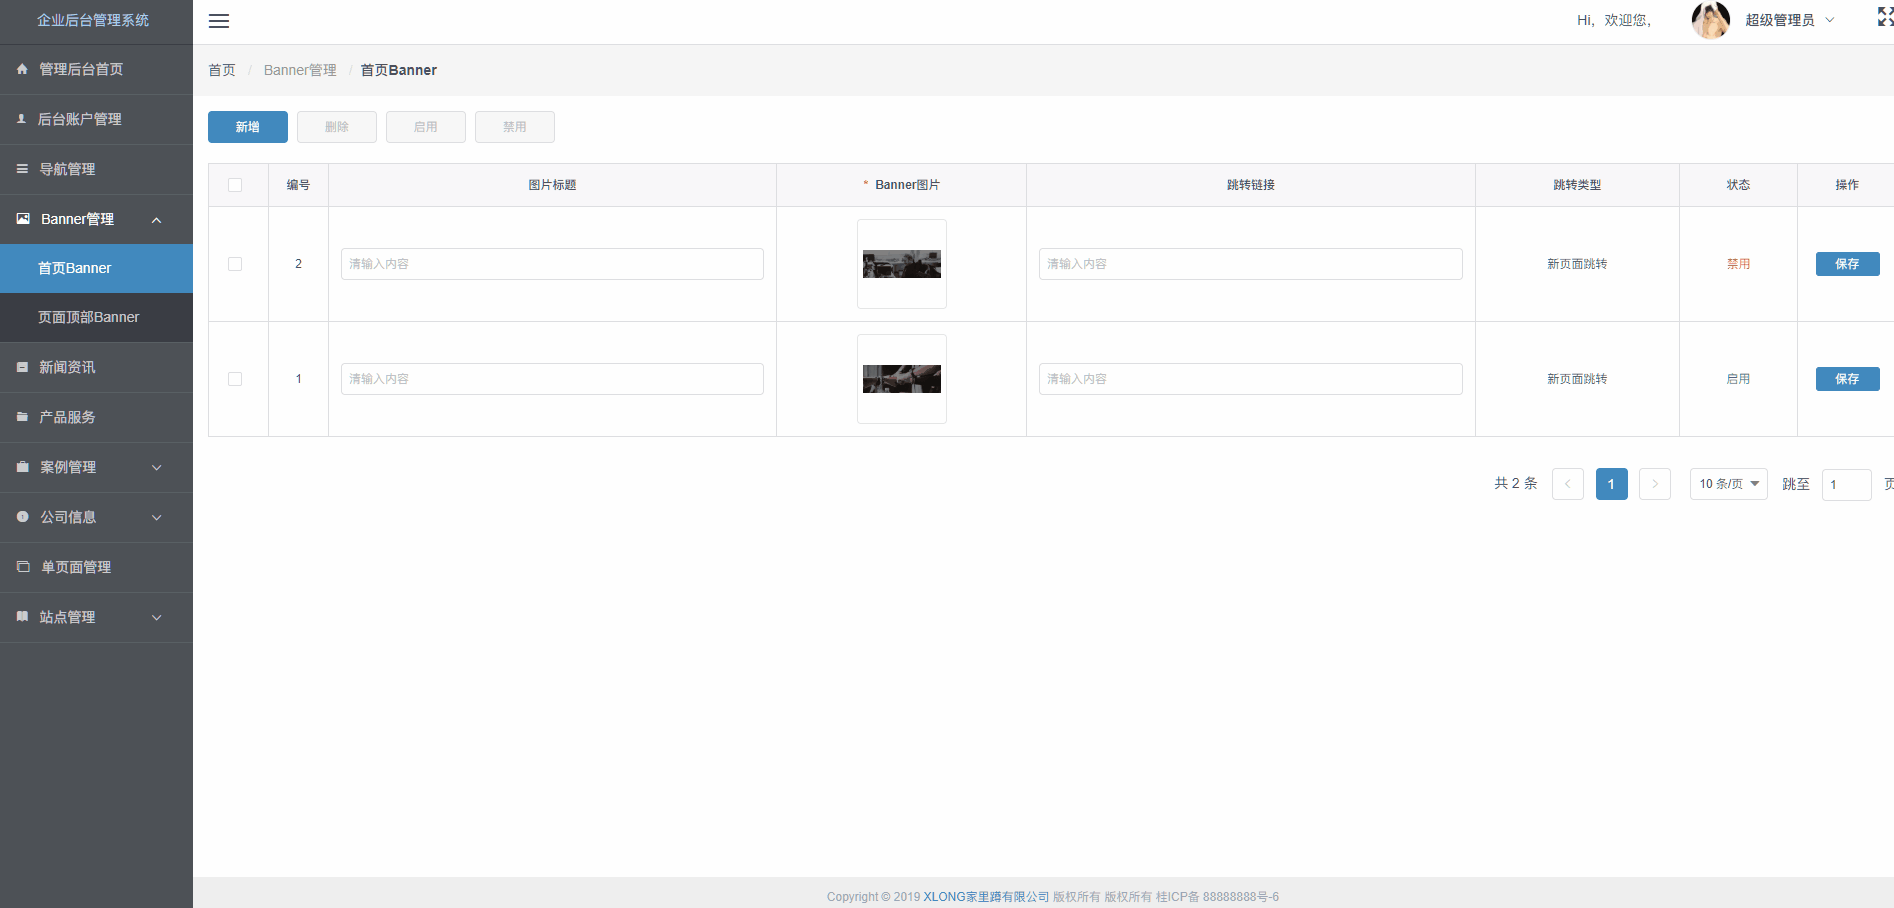 企业后台管理系统
Hi, 欢迎您,
超级管理员
管理后台首页
后台账户管理
导航管理
Banner管理
首页Banner
页面顶部Banner
新闻资讯
产品服务
案例管理
公司信息
单页面管理
站点管理
首页 / Banner管理 / 首页Banner
新增 删除 启用 禁用
编号 图片标题 * Banner图片 跳转链接 跳转类型 状态 操作
2 请输入内容 请输入内容 新页面跳转 禁用 保存
1 请输入内容 请输入内容 新页面跳转 启用 保存
共 2 条 1 10 条/页 跳至 1 页
Copyright © 2019 XLONG家里蹲有限公司 版权所有 版权所有 桂ICP备 88888888号-6